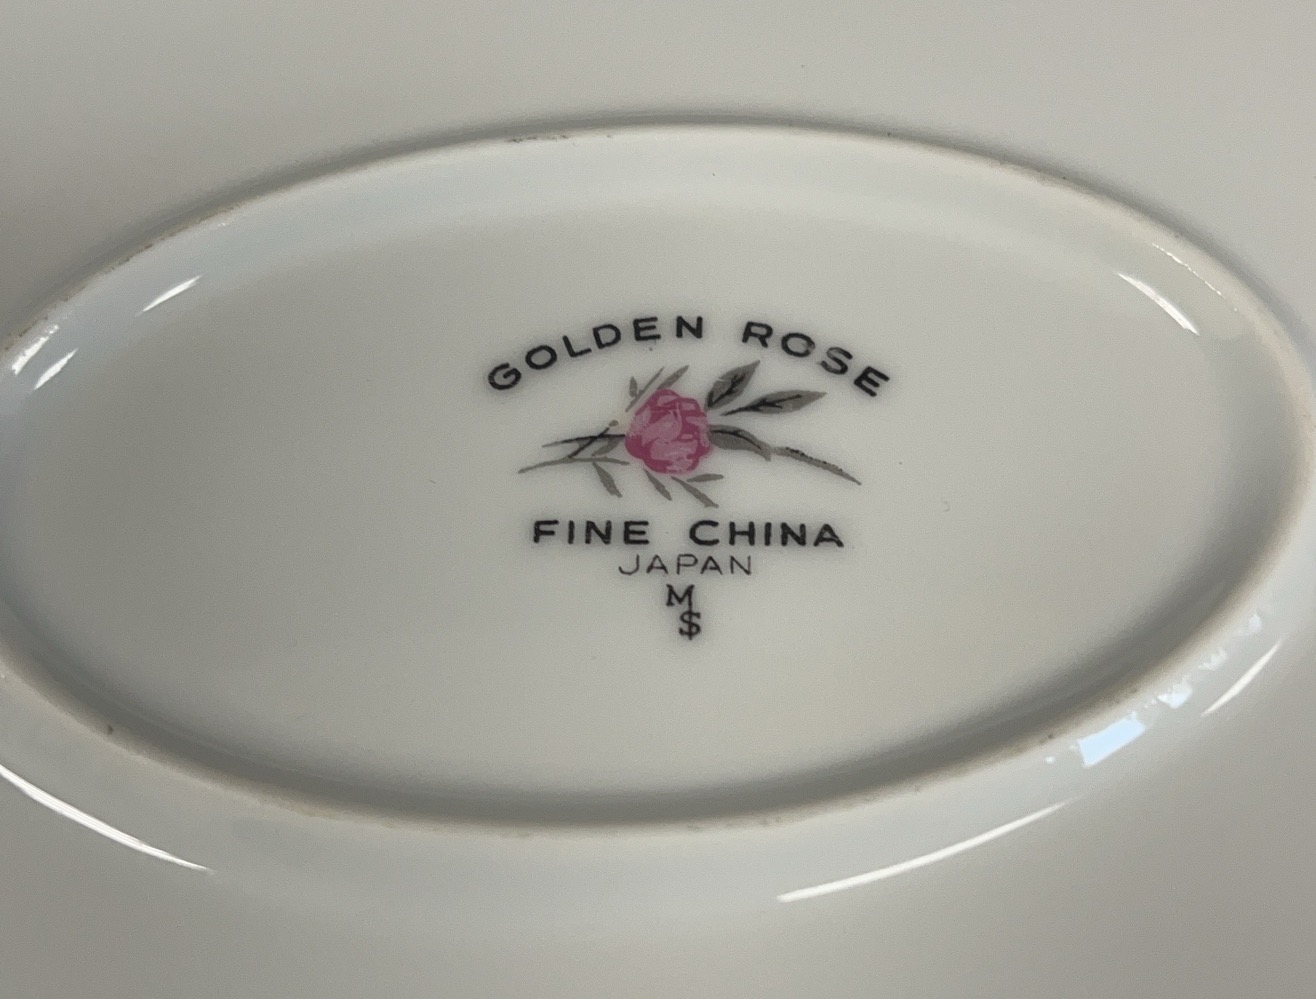 GOLDEN ROSE
FINE CHINA
JAPAN
M
S